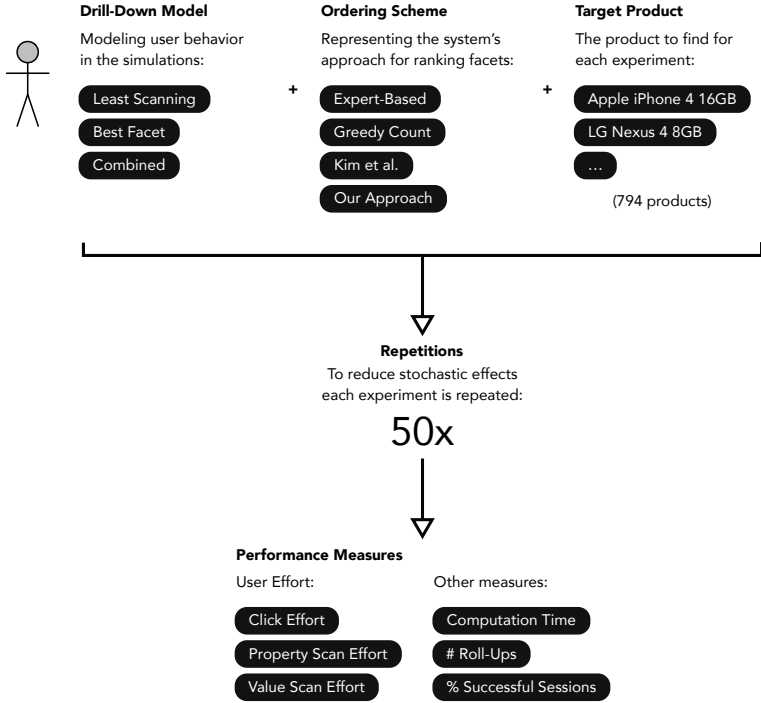 Drill-Down Model
Modeling user behavior
in the simulations:
Least Scanning
Best Facet
Combined
+
Ordering Scheme
Representing the system's
approach for ranking facets:
Expert-Based
Greedy Count
Kim et al.
Our Approach
+
Target Product
The product to find for
each experiment:
Apple iPhone 4 16GB
LG Nexus 4 8GB
...
(794 products)
Repetitions
To reduce stochastic effects
each experiment is repeated:
50x
Performance Measures
User Effort:
Click Effort
Property Scan Effort
Value Scan Effort
Other measures:
Computation Time
# Roll-Ups
% Successful Sessions